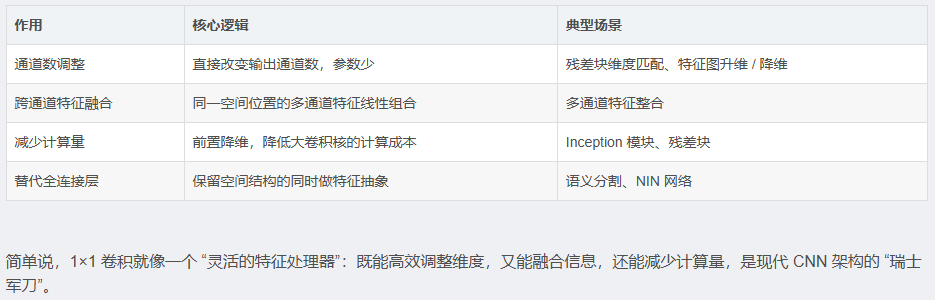 作用 核心逻辑 典型场景
通道数调整 直接改变输出通道数，参数少 残差块维度匹配、特征图升维 / 降维
跨通道特征融合 同一空间位置的多通道特征线性组合 多通道特征整合
减少计算量 前置降维，降低大卷积核的计算成本 Inception 模块、残差块
替代全连接层 保留空间结构的同时做特征抽象 语义分割、NIN 网络
简单说，1×1 卷积就像一个 “灵活的特征处理器”：既能高效调整维度，又能融合信息，还能减少计算量，是现代 CNN 架构的 “瑞士
军刀”。